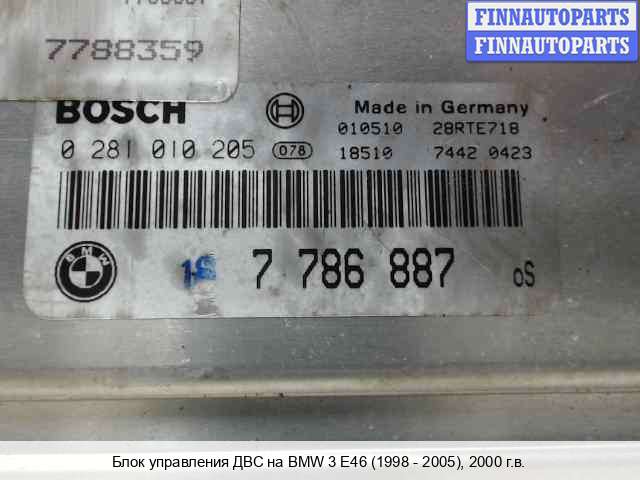 7788359
FINNAUTOPARTS
FINNAUTOPARTS
BOSCH
Made in Germany
010510 28RTE718
0 281 010 205 078 18510 7442 0423
BMW
7 786 887 oS
Блок управления ДВС на BMW 3 E46 (1998 - 2005), 2000 г.в.